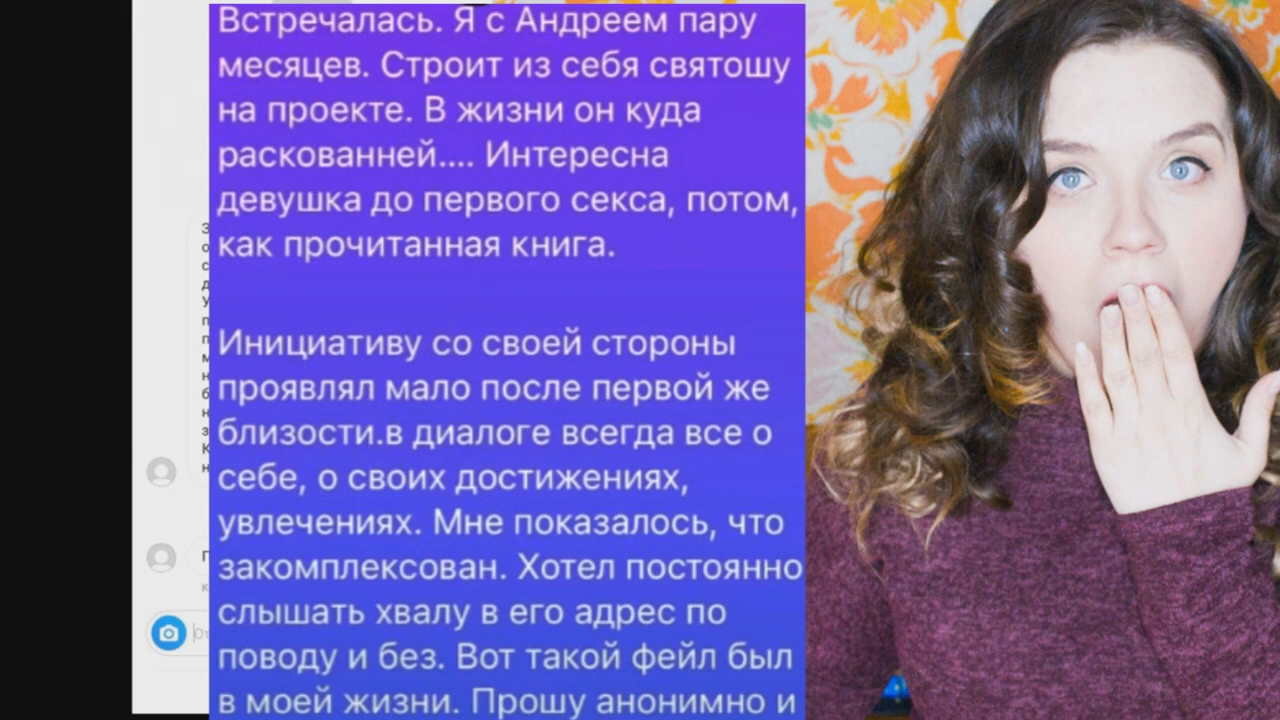 Встречалась. Я с Андреем пару
месяцев. Строит из себя святошу
на проекте. В жизни он куда
раскованней.... Интересна
девушка до первого секса, потом,
как прочитанная книга.
Инициативу со своей стороны
проявлял мало после первой же
близости.в диалоге всегда все о
себе, о своих достижениях,
увлечениях. Мне показалось, что
закомплексован. Хотел постоянно
слышать хвалу в его адрес по
поводу и без. Вот такой фейл был
в моей жизни. Прошу анонимно и